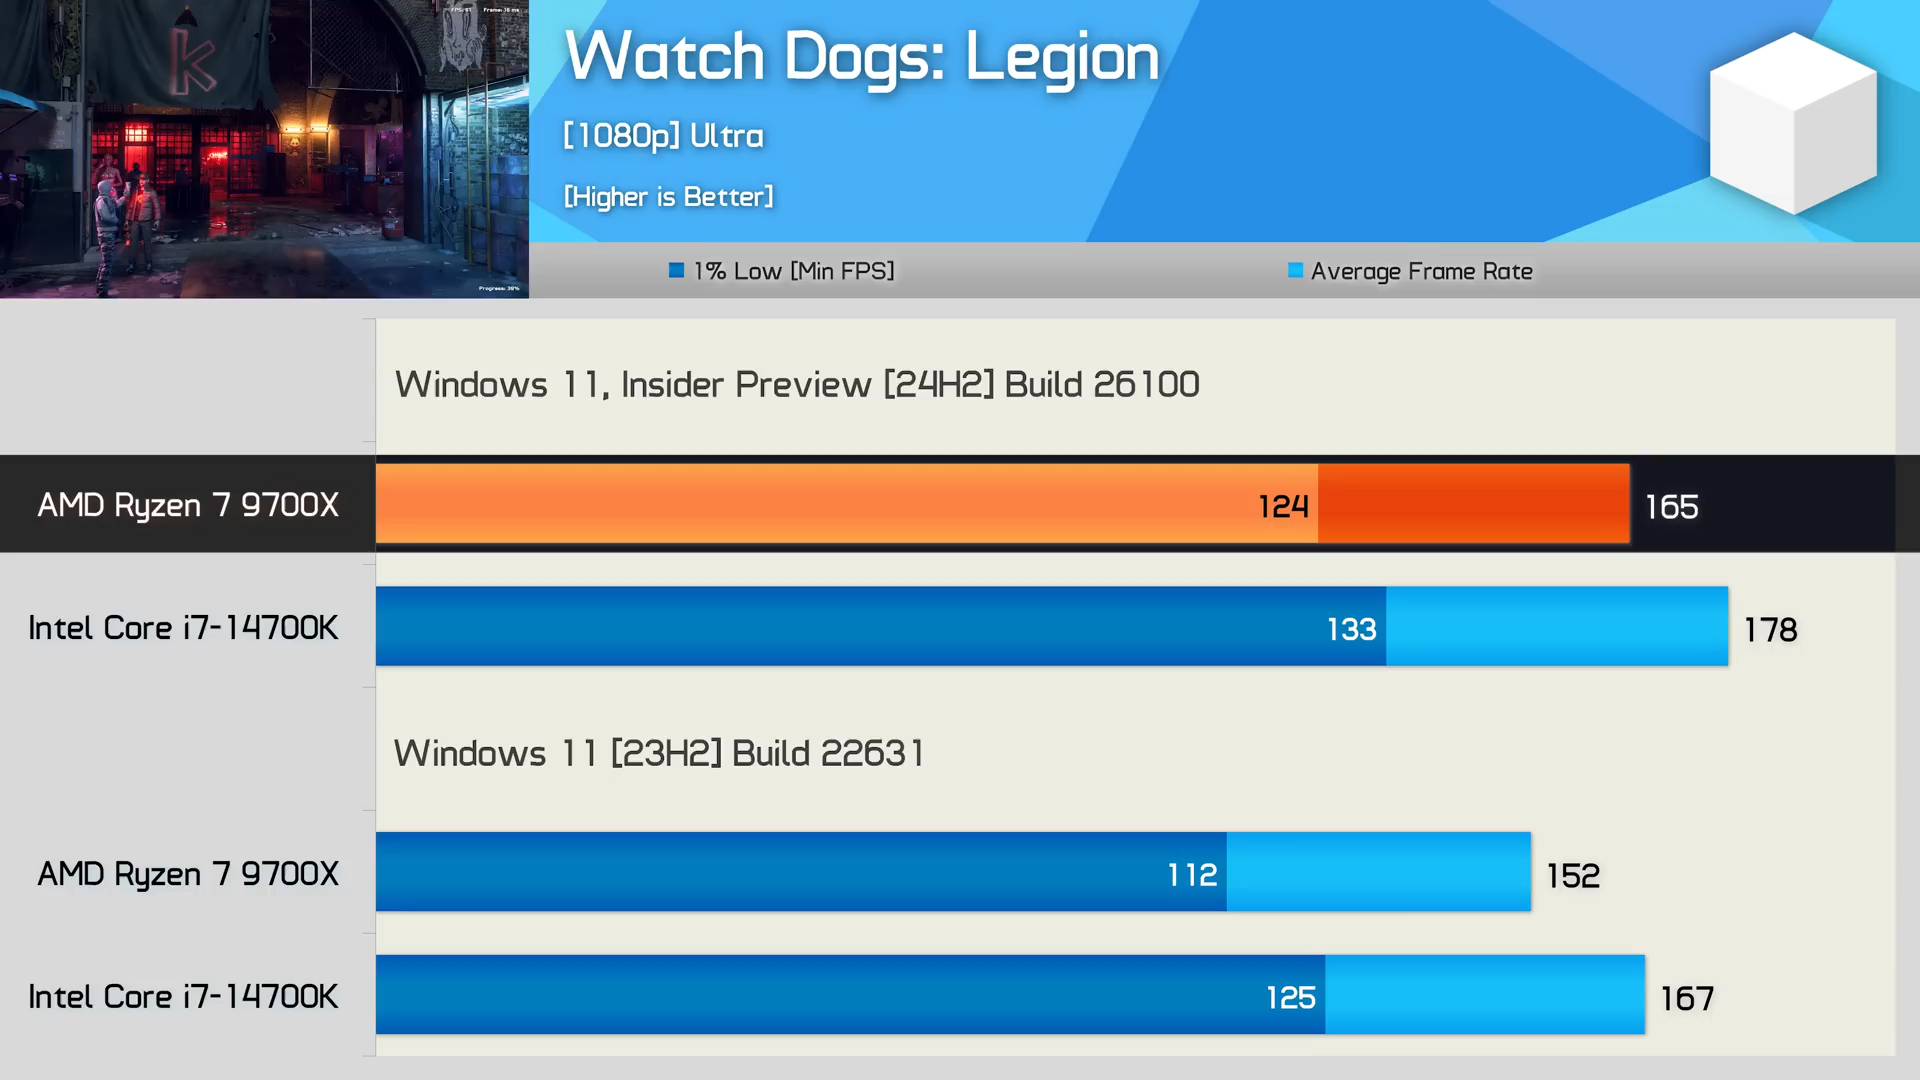 Watch Dogs: Legion
[1080p] Ultra
[Higher is Better]
1% Low [Min FPS]
Average Frame Rate
k
Progress: 39%
Windows 11, Insider Preview [24H2] Build 26100
AMD Ryzen 7 9700X
124
165
Intel Core i7-14700K
133
178
Windows 11 [23H2] Build 22631
AMD Ryzen 7 9700X
112
152
Intel Core i7-14700K
125
167